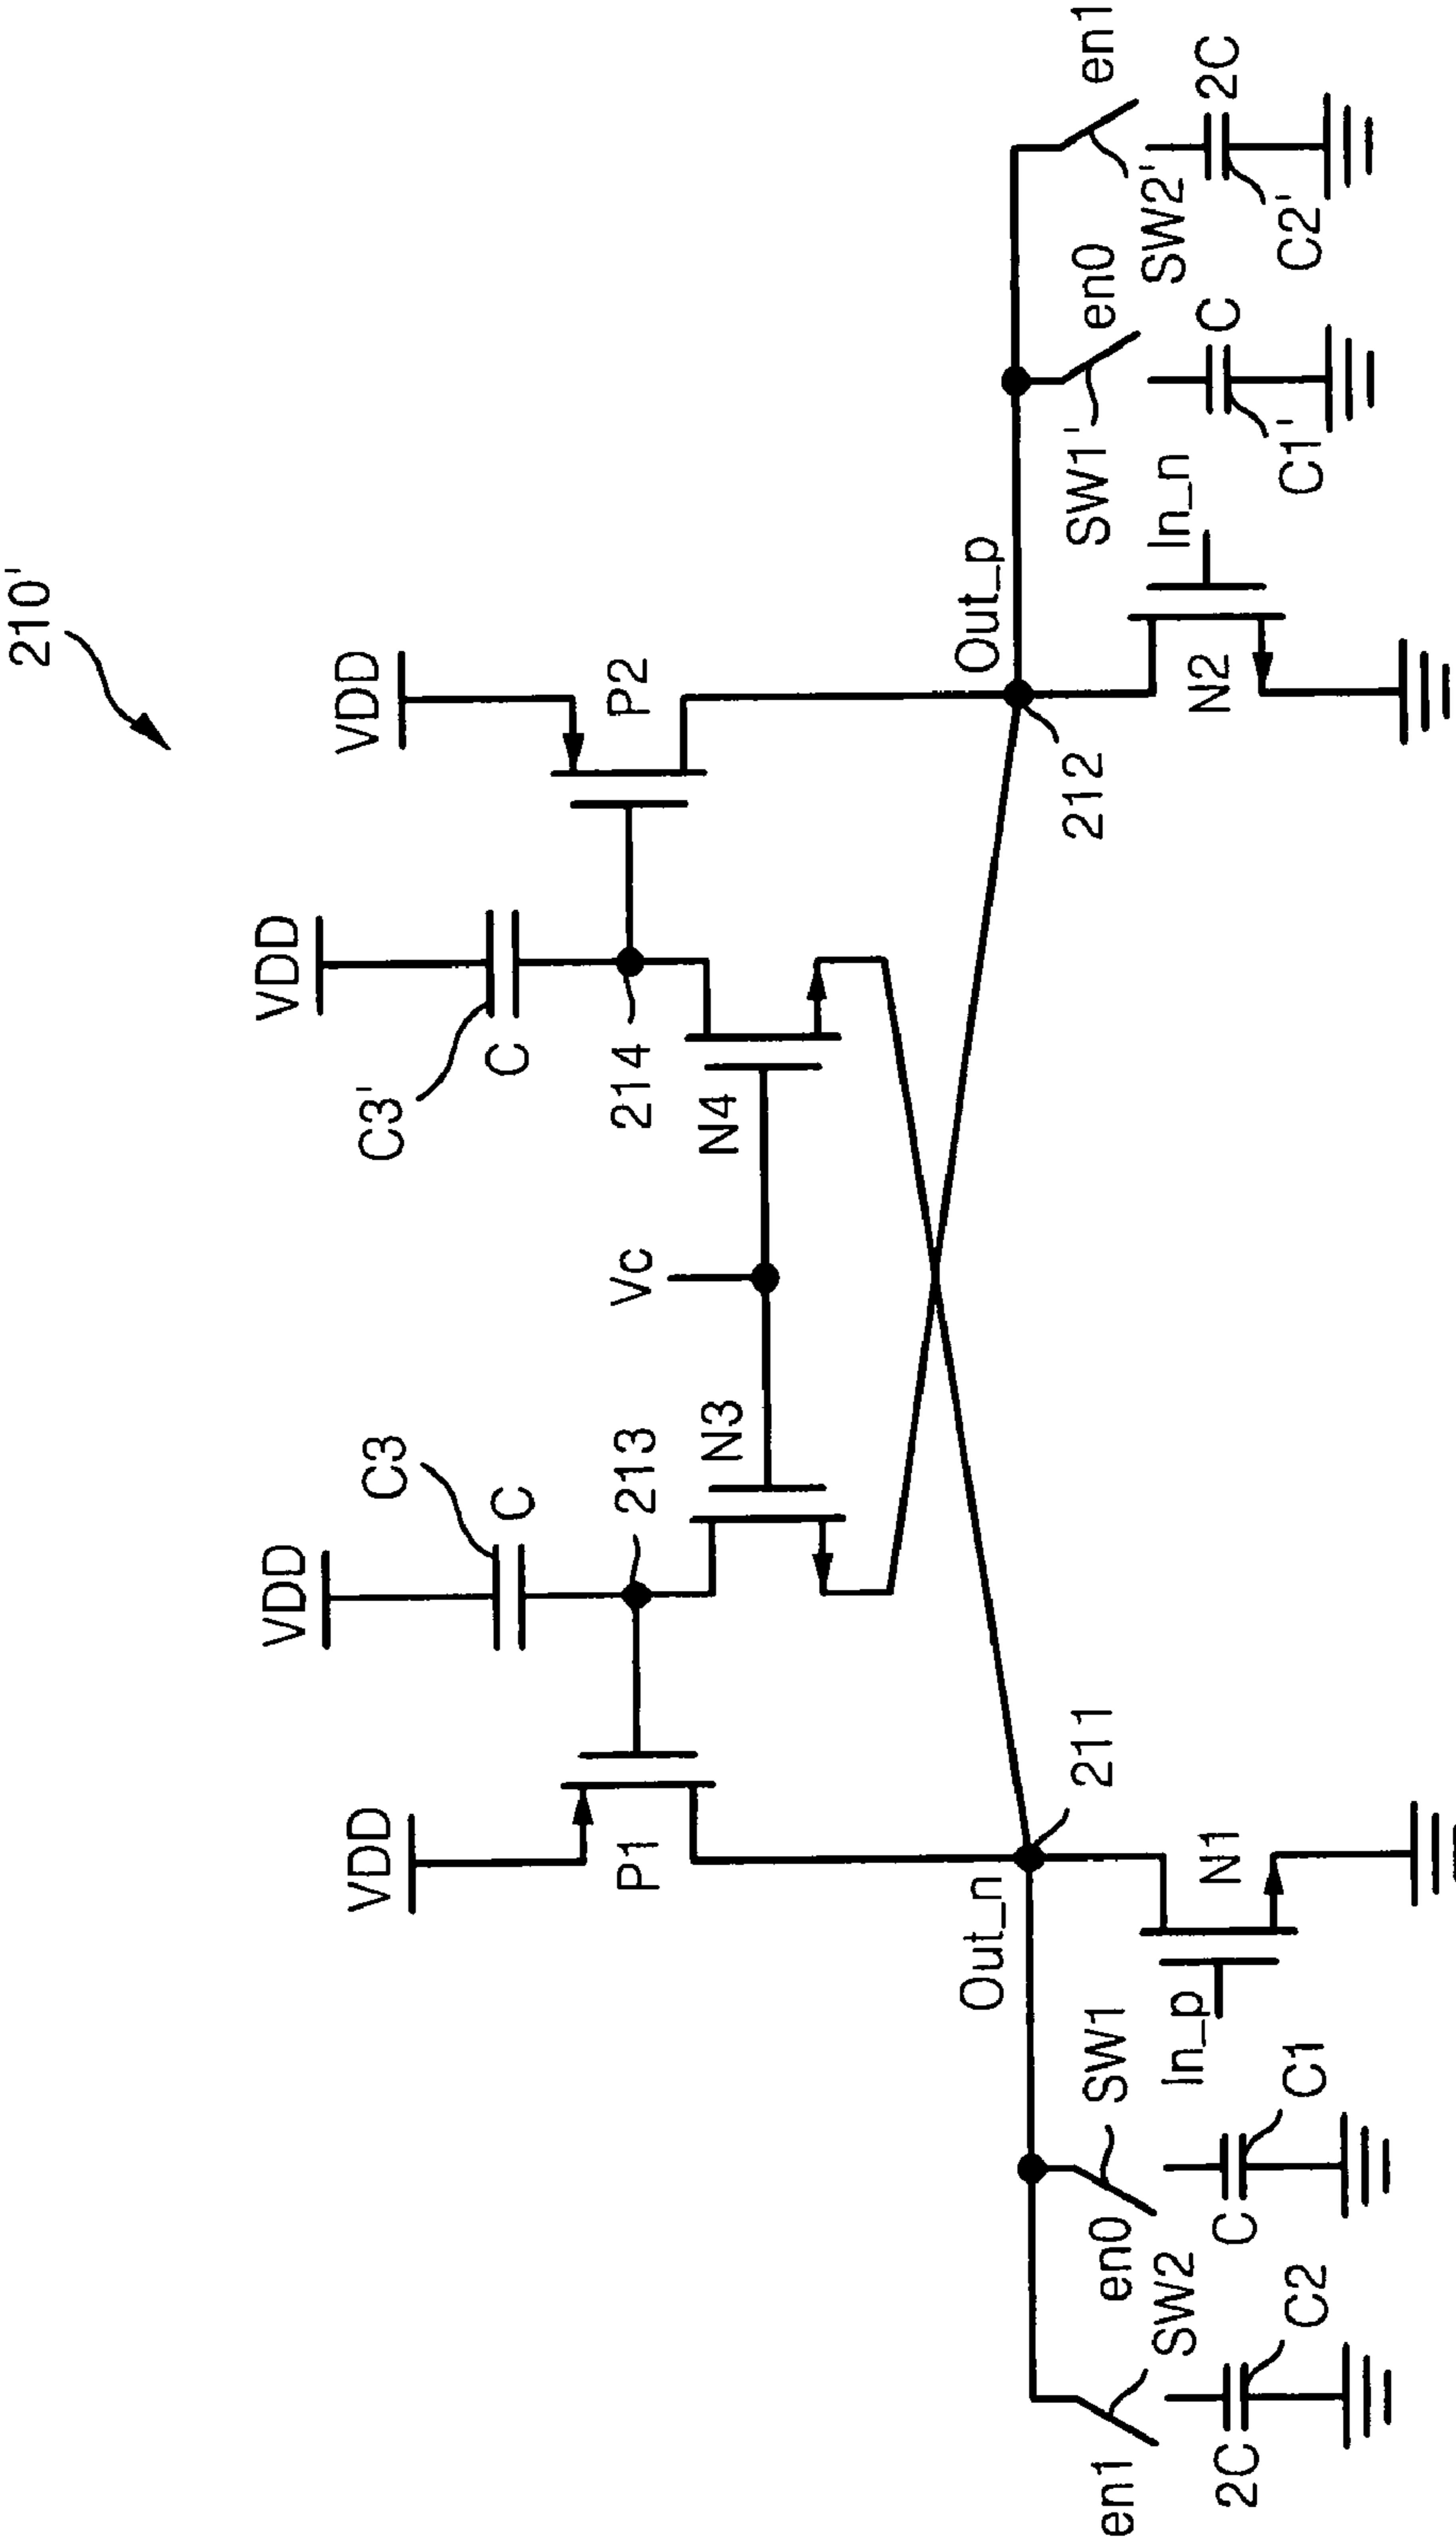 210'
VDD
VDD
VDD
VDD
C3
C
C3'
C
P1
213
Vc
214
P2
N3
N4
Out_n
211
212
Out_p
en1
SW2
en0
SW1
In_p
N1
N2
In_n
SW1'
en0
SW2'
en1
2C
C2
C
C1
C1'
C
C2'
2C